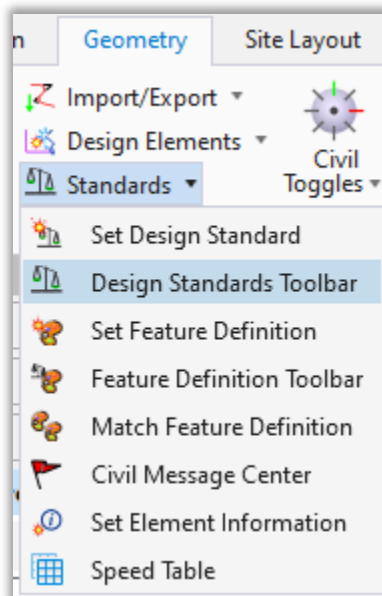 n Geometry Site Layout
Import/Export
Design Elements
Standards
Civil
Toggles
Set Design Standard
Design Standards Toolbar
Set Feature Definition
Feature Definition Toolbar
Match Feature Definition
Civil Message Center
Set Element Information
Speed Table